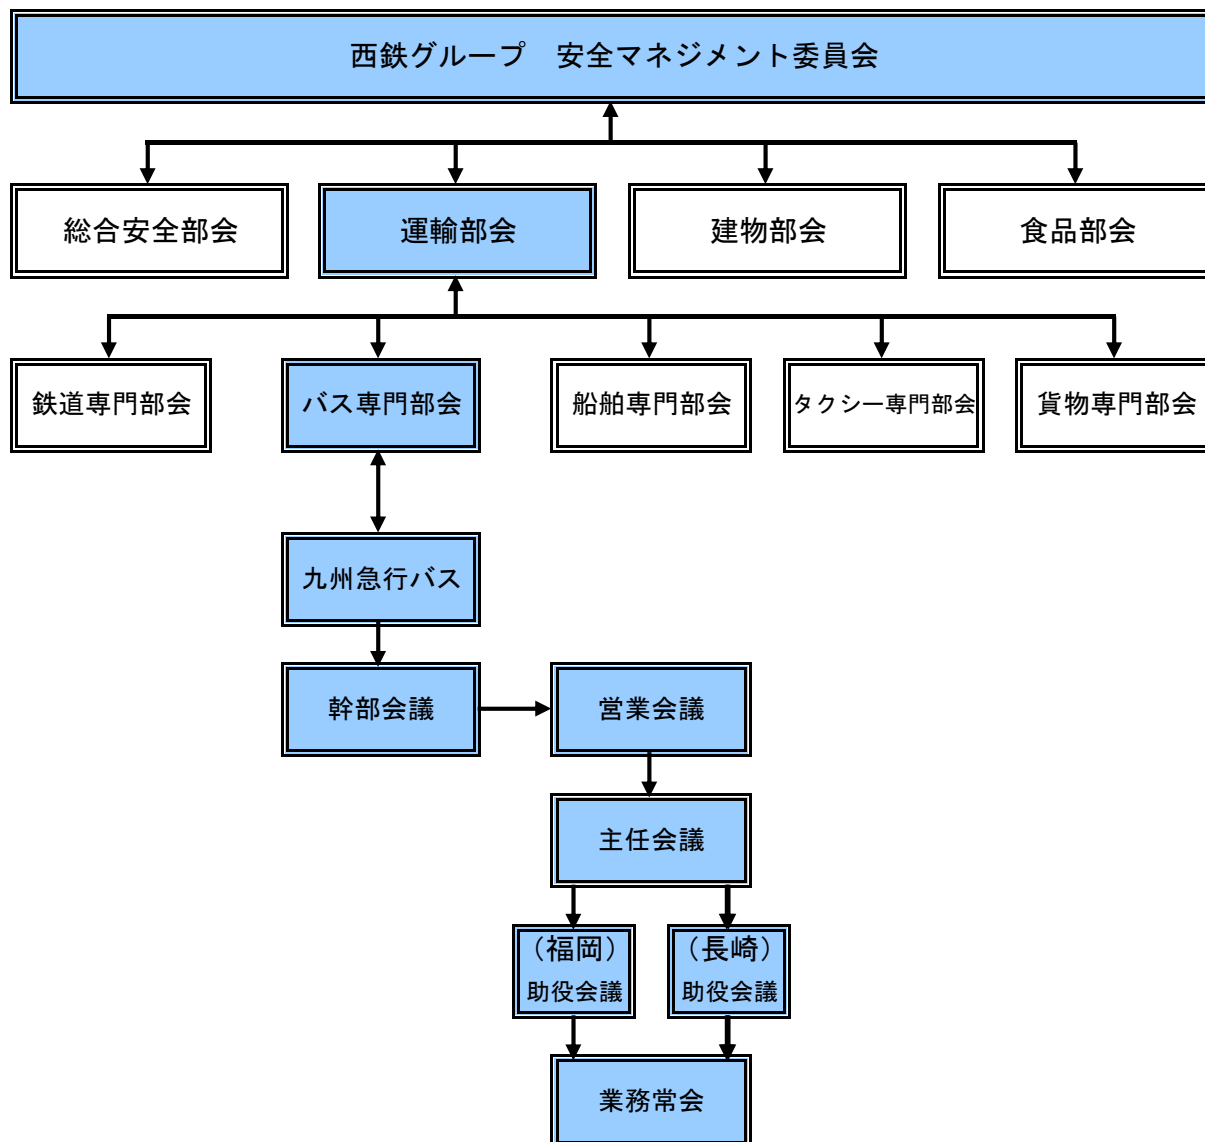 西鉄グループ　安全マネジメント委員会
総合安全部会
運輸部会
建物部会
食品部会
鉄道専門部会
バス専門部会
船舶専門部会
タクシー専門部会
貨物専門部会
九州急行バス
幹部会議
営業会議
主任会議
（福岡）
助役会議
（長崎）
助役会議
業務常会